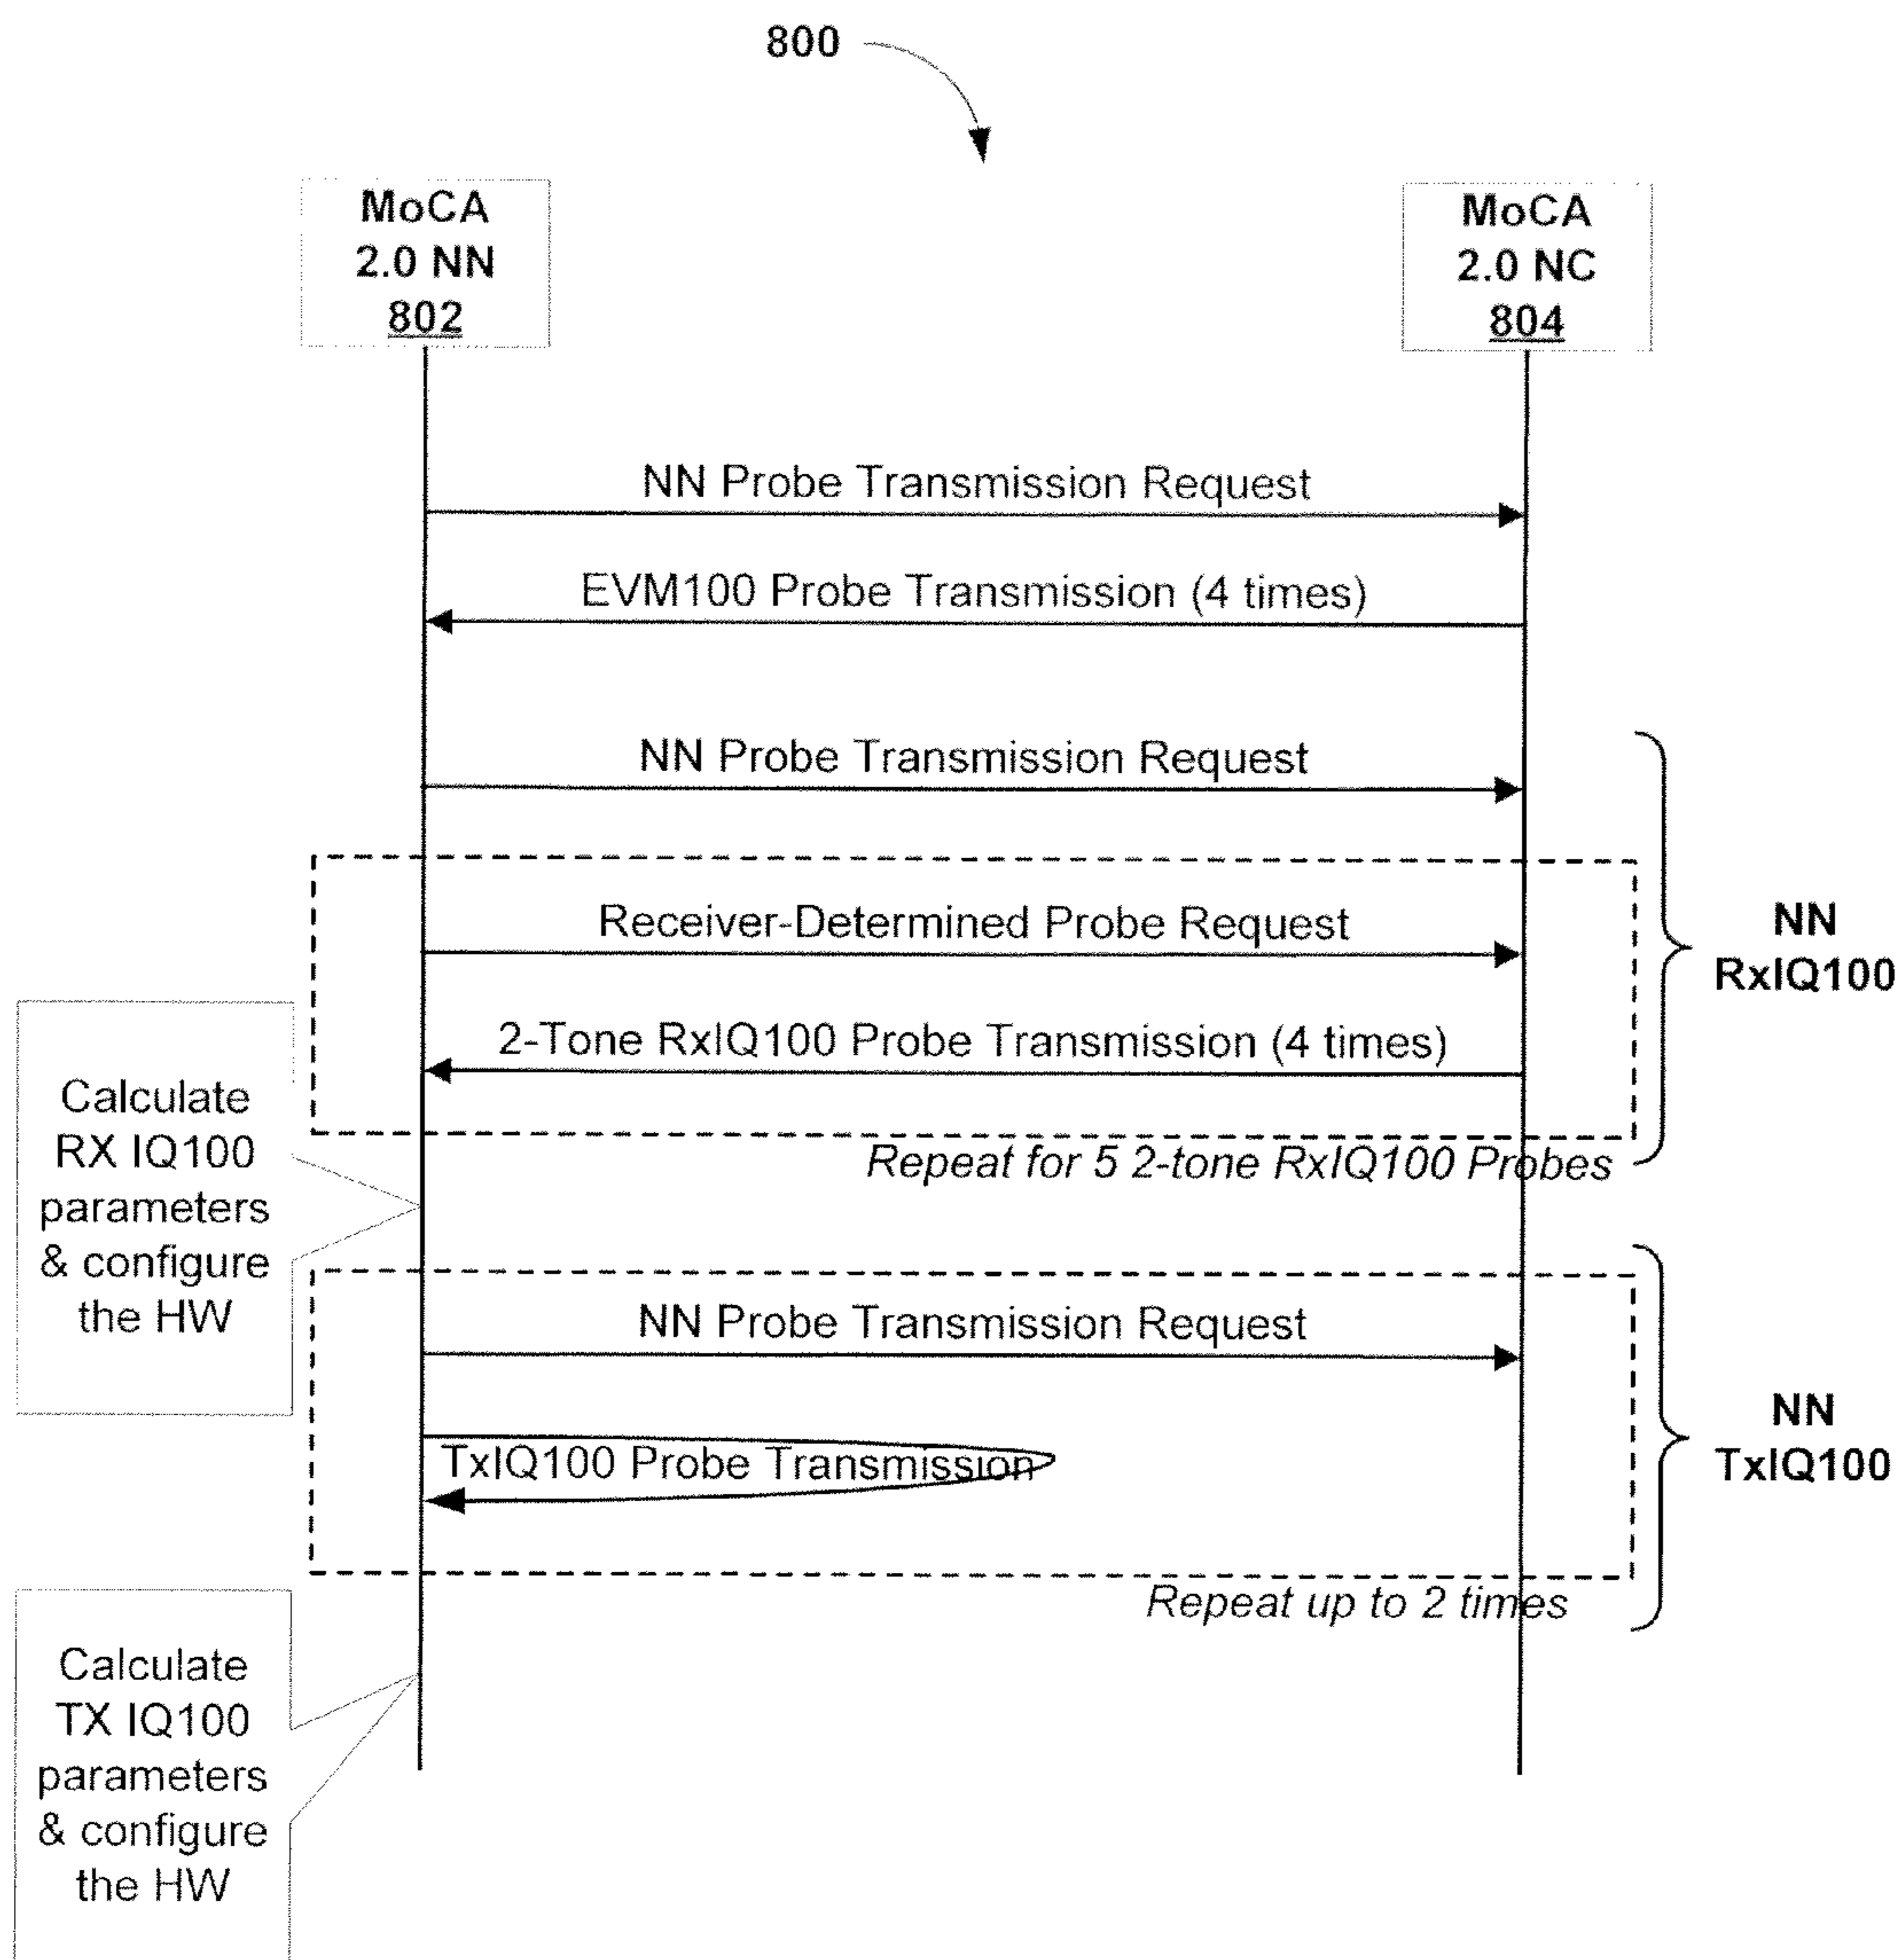 800
MoCA
2.0 NN
802
MoCA
2.0 NC
804
NN Probe Transmission Request
EVM100 Probe Transmission (4 times)
NN Probe Transmission Request
Receiver-Determined Probe Request
2-Tone RxIQ100 Probe Transmission (4 times)
Repeat for 5 2-tone RxIQ100 Probes
NN
RxIQ100
Calculate
RX IQ100
parameters
& configure
the HW
NN Probe Transmission Request
TxIQ100 Probe Transmission
Repeat up to 2 times
NN
TxIQ100
Calculate
TX IQ100
parameters
& configure
the HW